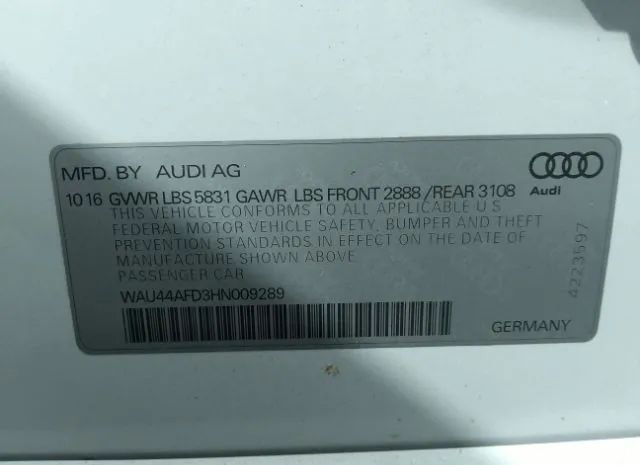 MFD. BY AUDI AG
10 16 GVWR LBS 5831 GAWR LBS FRONT 2888 /REAR 3108
Audi
THIS VEHICLE CONFORMS TO ALL APPLICABLE U S
FEDERAL MOTOR VEHICLE SAFETY, BUMPER AND THEFT
PREVENTION STANDARDS IN EFFECT ON THE DATE OF
MANUFACTURE SHOWN ABOVE.
PASSENGER CAR
WAU44AFD3HN009289
4223597
GERMANY